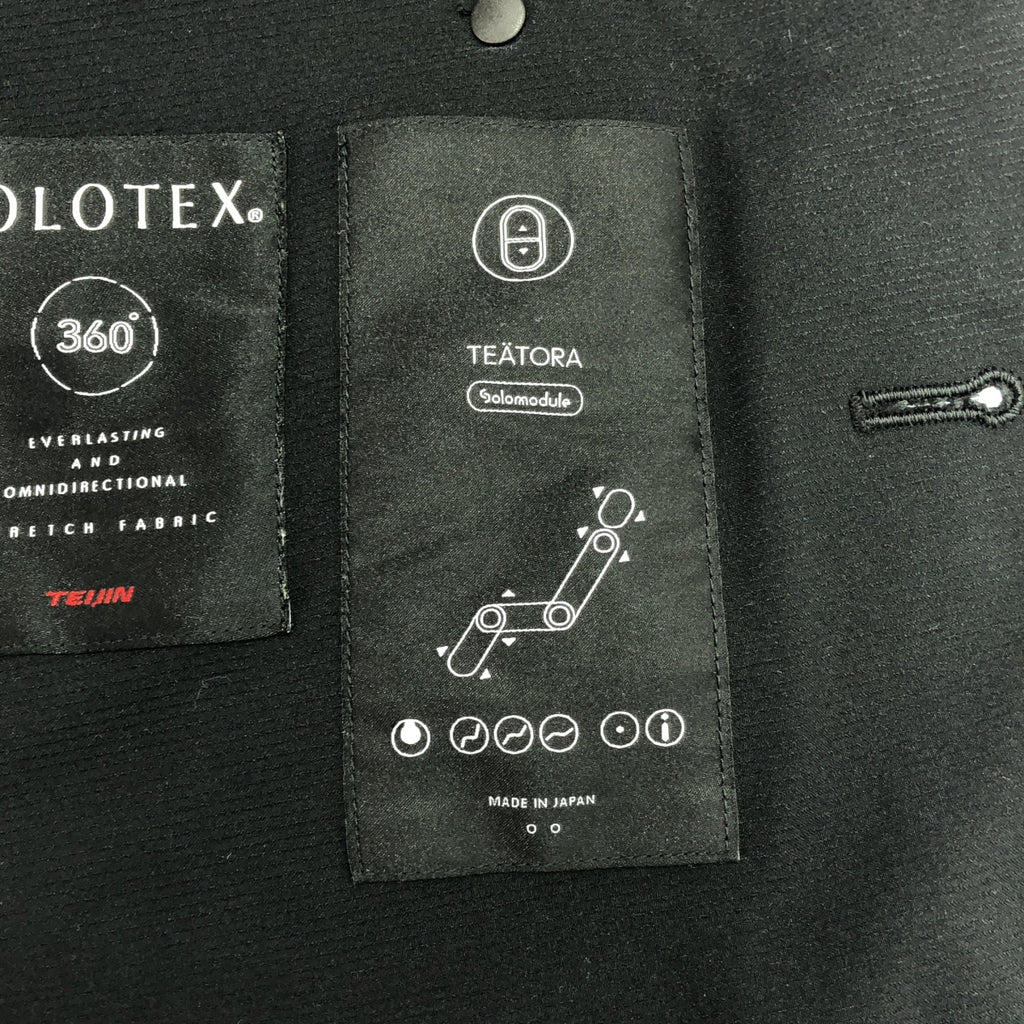 OLOTEX®
360°
EVERLASTING
AND
OMNIDIRECTIONAL
RETCH FABRIC
TEIJIN
TEÄTORA
Solomodule
i
MADE IN JAPAN